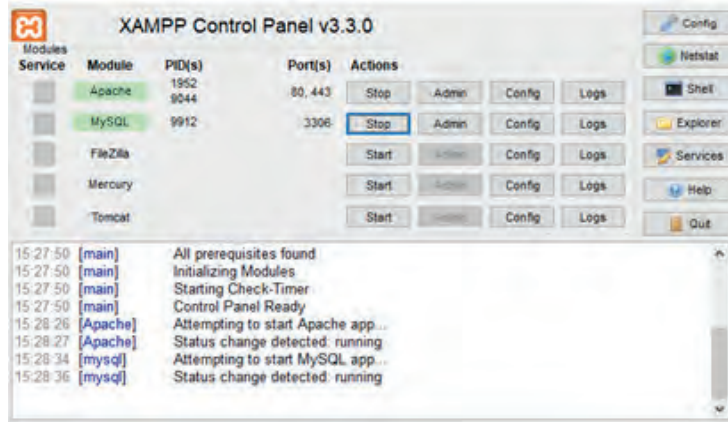 XAMPP Control Panel v3.3.0
Config
Modules
Service Module PID(s) Port(s) Actions
Netstat
Apache 1952 9044 80, 443 Stop Admin Config Logs
Shell
MySQL 9912 3306 Stop Admin Config Logs
Explorer
FileZilla Start Admin Config Logs
Services
Mercury Start Admin Config Logs
Help
Tomcat Start Admin Config Logs
Quit
15:27:50 [main] All prerequisites found
15:27:50 [main] Initializing Modules
15:27:50 [main] Starting Check-Timer
15:27:50 [main] Control Panel Ready
15:28:26 [Apache] Attempting to start Apache app...
15:28:27 [Apache] Status change detected: running
15:28:34 [mysql] Attempting to start MySQL app...
15:28:36 [mysql] Status change detected: running